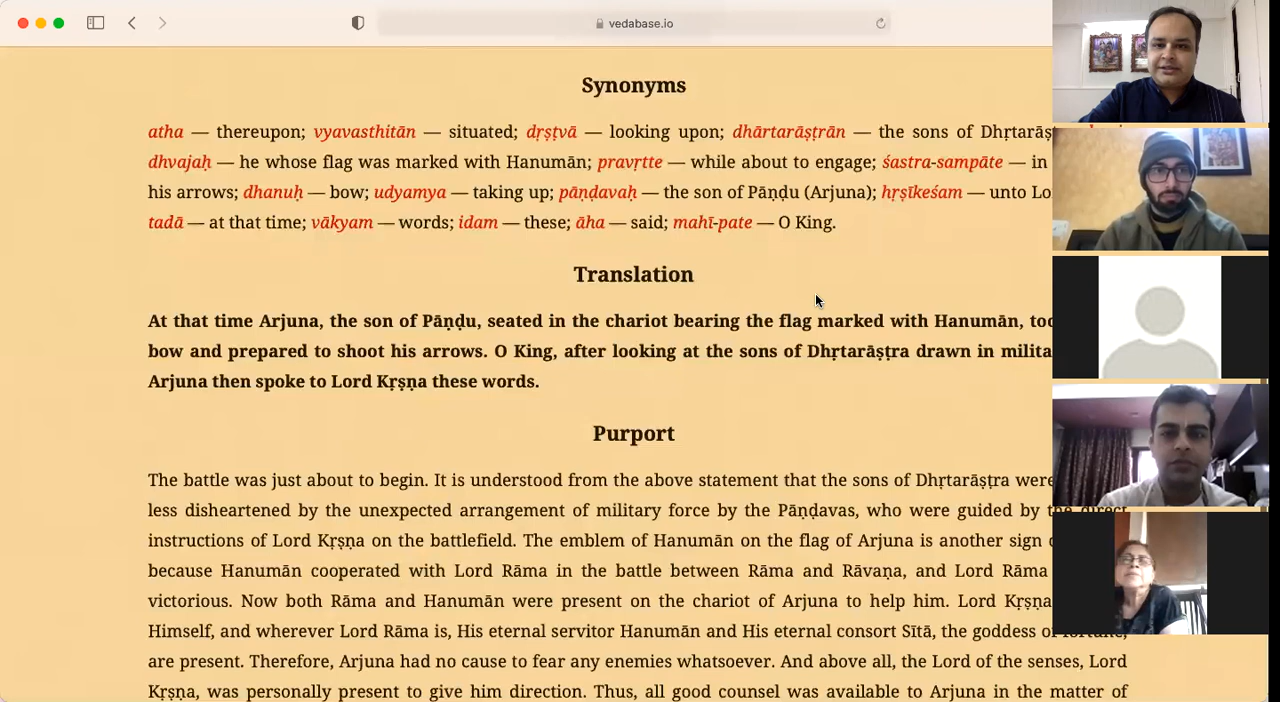 vedabase.io
Synonyms
atha — thereupon; vyavasthitān — situated; dṛṣṭvā — looking upon; dhārtarāṣṭrān — the sons of
dhvajaḥ — he whose flag was marked with Hanumān; pravṛtte — while about to engage; śastra-sampāte — in
his arrows; dhanuḥ — bow; udyamya — taking up; pāṇḍavaḥ — the son of Pāṇḍu (Arjuna); hṛṣīkeśam — unto
tadā — at that time; vākyam — words; idam — these; āha — said; mahī-pate — O King.
Translation
At that time Arjuna, the son of Pāṇḍu, seated in the chariot bearing the flag marked with Hanumān,
bow and prepared to shoot his arrows. O King, after looking at the sons of Dhṛtarāṣṭra drawn in
Arjuna then spoke to Lord Kṛṣṇa these words.
Purport
The battle was just about to begin. It is understood from the above statement that the sons of Dhṛtarāṣṭra were
less disheartened by the unexpected arrangement of military force by the Pāṇḍavas, who were guided by the direct
instructions of Lord Kṛṣṇa on the battlefield. The emblem of Hanumān on the flag of Arjuna is another sign
because Hanumān cooperated with Lord Rāma in the battle between Rāma and Rāvaṇa, and Lord Rāma
victorious. Now both Rāma and Hanumān were present on the chariot of Arjuna to help him. Lord Kṛṣṇa
Himself, and wherever Lord Rāma is, His eternal servitor Hanumān and His eternal consort Sītā, the goddess of fortune,
are present. Therefore, Arjuna had no cause to fear any enemies whatsoever. And above all, the Lord of the senses, Lord
Kṛṣṇa, was personally present to give him direction. Thus, all good counsel was available to Arjuna in the matter of